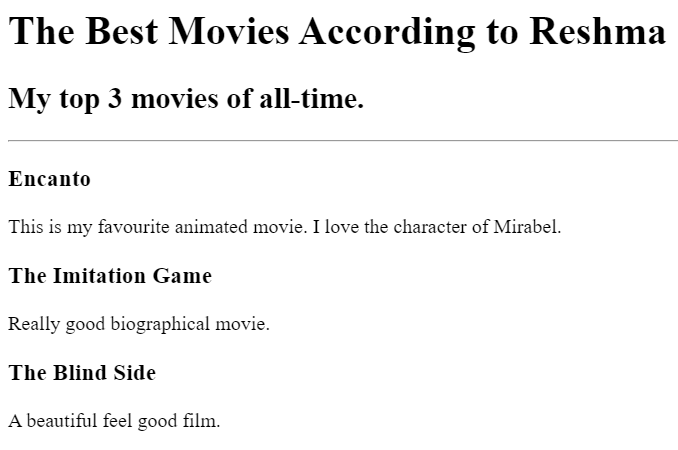 The Best Movies According to Reshma
My top 3 movies of all-time.
Encanto
This is my favourite animated movie. I love the character of Mirabel.
The Imitation Game
Really good biographical movie.
The Blind Side
A beautiful feel good film.